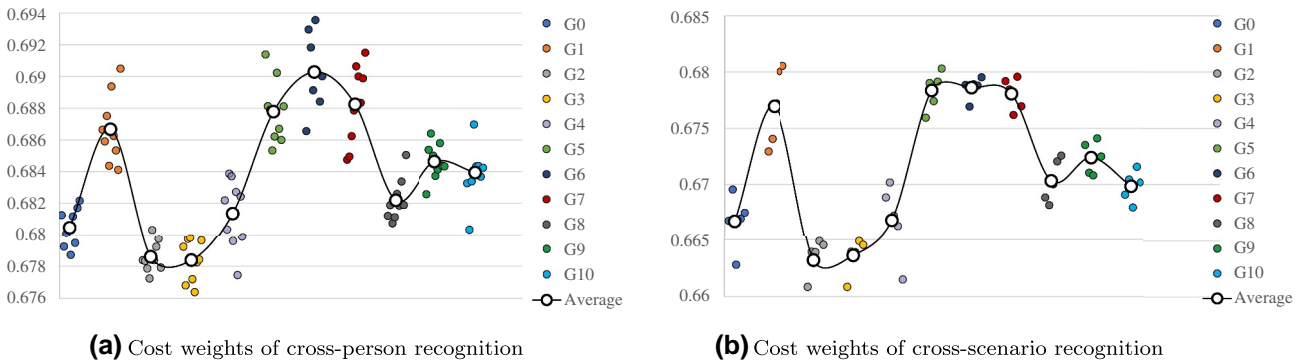 0.694
0.692
0.69
0.688
0.686
0.684
0.682
0.68
0.678
0.676
G0
G1
G2
G3
G4
G5
G6
G7
G8
G9
G10
Average
(a) Cost weights of cross-person recognition
0.685
0.68
0.675
0.67
0.665
0.66
G0
G1
G2
G3
G4
G5
G6
G7
G8
G9
G10
Average
(b) Cost weights of cross-scenario recognition